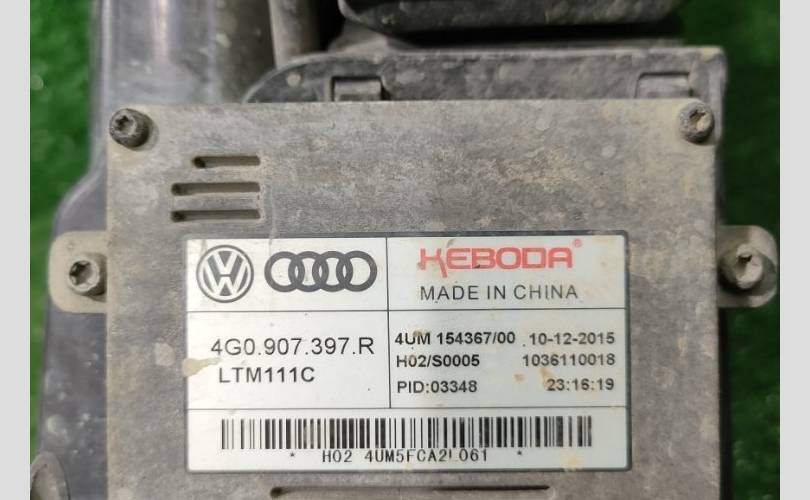 KEBODA®
MADE IN CHINA
4G0.907.397.R
LTM111C
4UM 154367/00 10-12-2015
H02/S0005 1036110018
PID:03348 23:16:19
* H02 4UM5FCA2L061 *